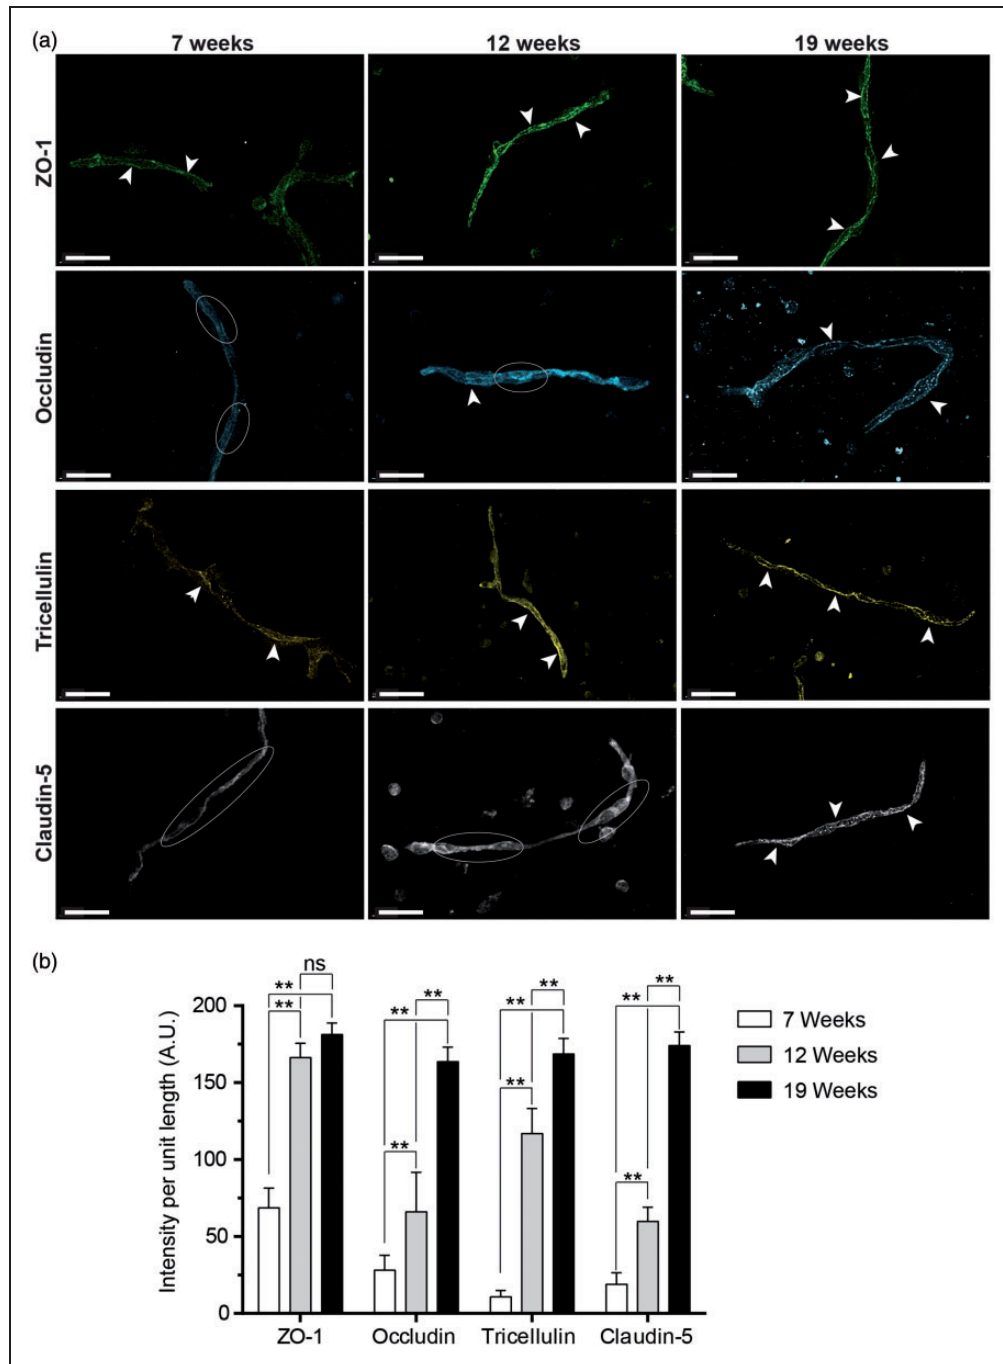 (a)
7 weeks
12 weeks
19 weeks
ZO-1
Occludin
Tricellulin
Claudin-5
(b)
Intensity per unit length (A.U.)
200
150
100
50
0
**
**
ns
**
**
**
**
**
**
**
**
**
ZO-1
Occludin
Tricellulin
Claudin-5
7 Weeks
12 Weeks
19 Weeks